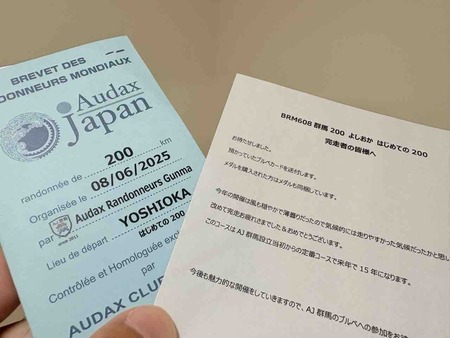 BREVET DES
DONNEURS MONDIAUX
Audax
Japan
randonnée de 200 km
Organisée le 08/06/2025
par Audax Randonneurs Gunma
Lieu de départ YOSHIOKA
はじめての 200
Contrôlée et Homologuée exc
par
AUDAX CLUB
BRM608 群馬 200 よしおか はじめての 200
完走者の皆様へ
お待たせしました。
預かっていたブルベカードを送付します。
メダルを購入された方はメダルも同梱しています。
今年の開催は風も穏やかで薄曇りだったので気候的には走りやすかった気候だったかと思い
改めて完走お疲れさまでした&おめでとうございます。
このコースは AJ 群馬設立当初からの定番コースで来年で 15 年になります。
今後も魅力的な開催をしていきますので、AJ 群馬のブルベへの参加をお待